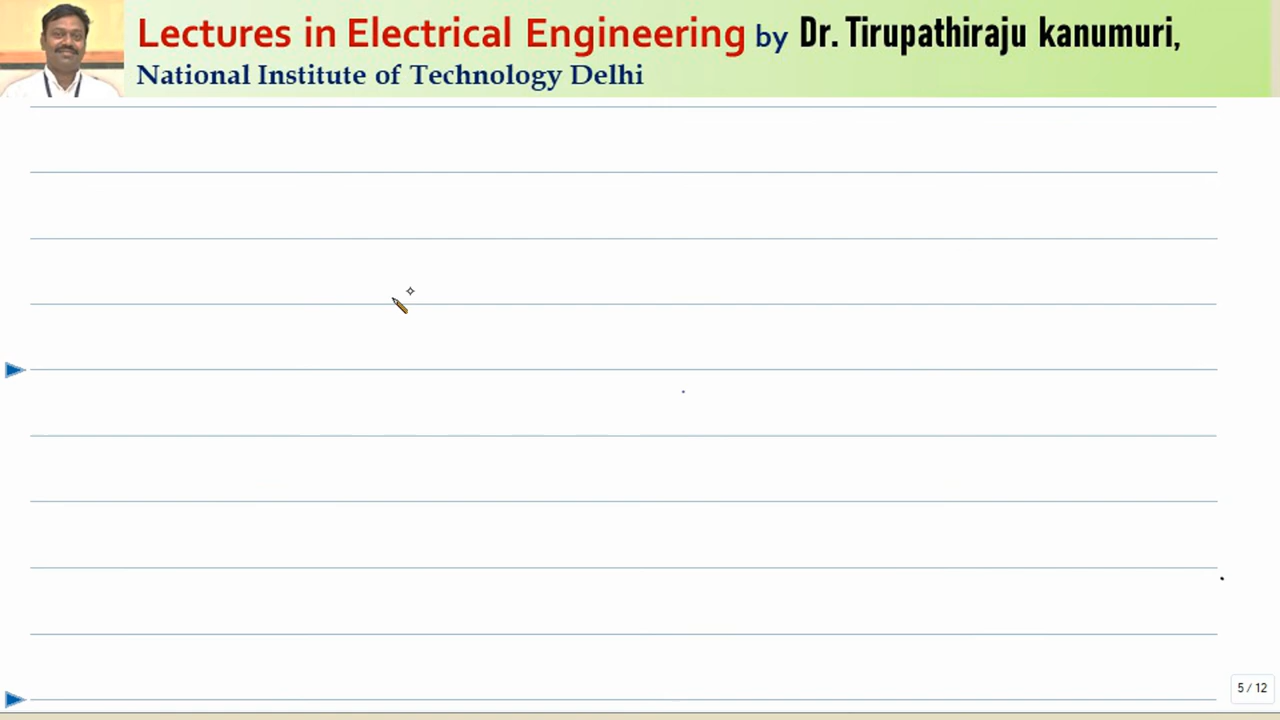 Lectures in Electrical Engineering by Dr. Tirupathiraju kanumuri,
National Institute of Technology Delhi
5 / 12